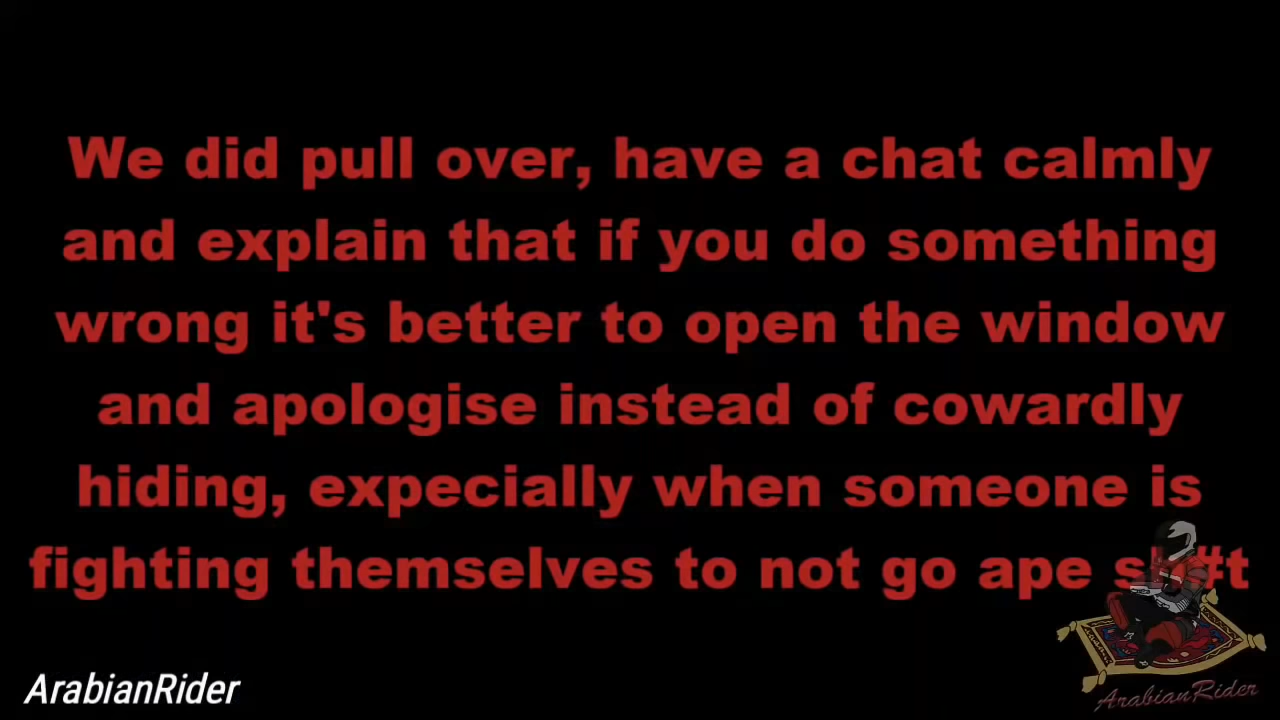 We did pull over, have a chat calmly
and explain that if you do something
wrong it's better to open the window
and apologise instead of cowardly
hiding, expecially when someone is
fighting themselves to not go ape sh#t
ArabianRider
ArabianRider